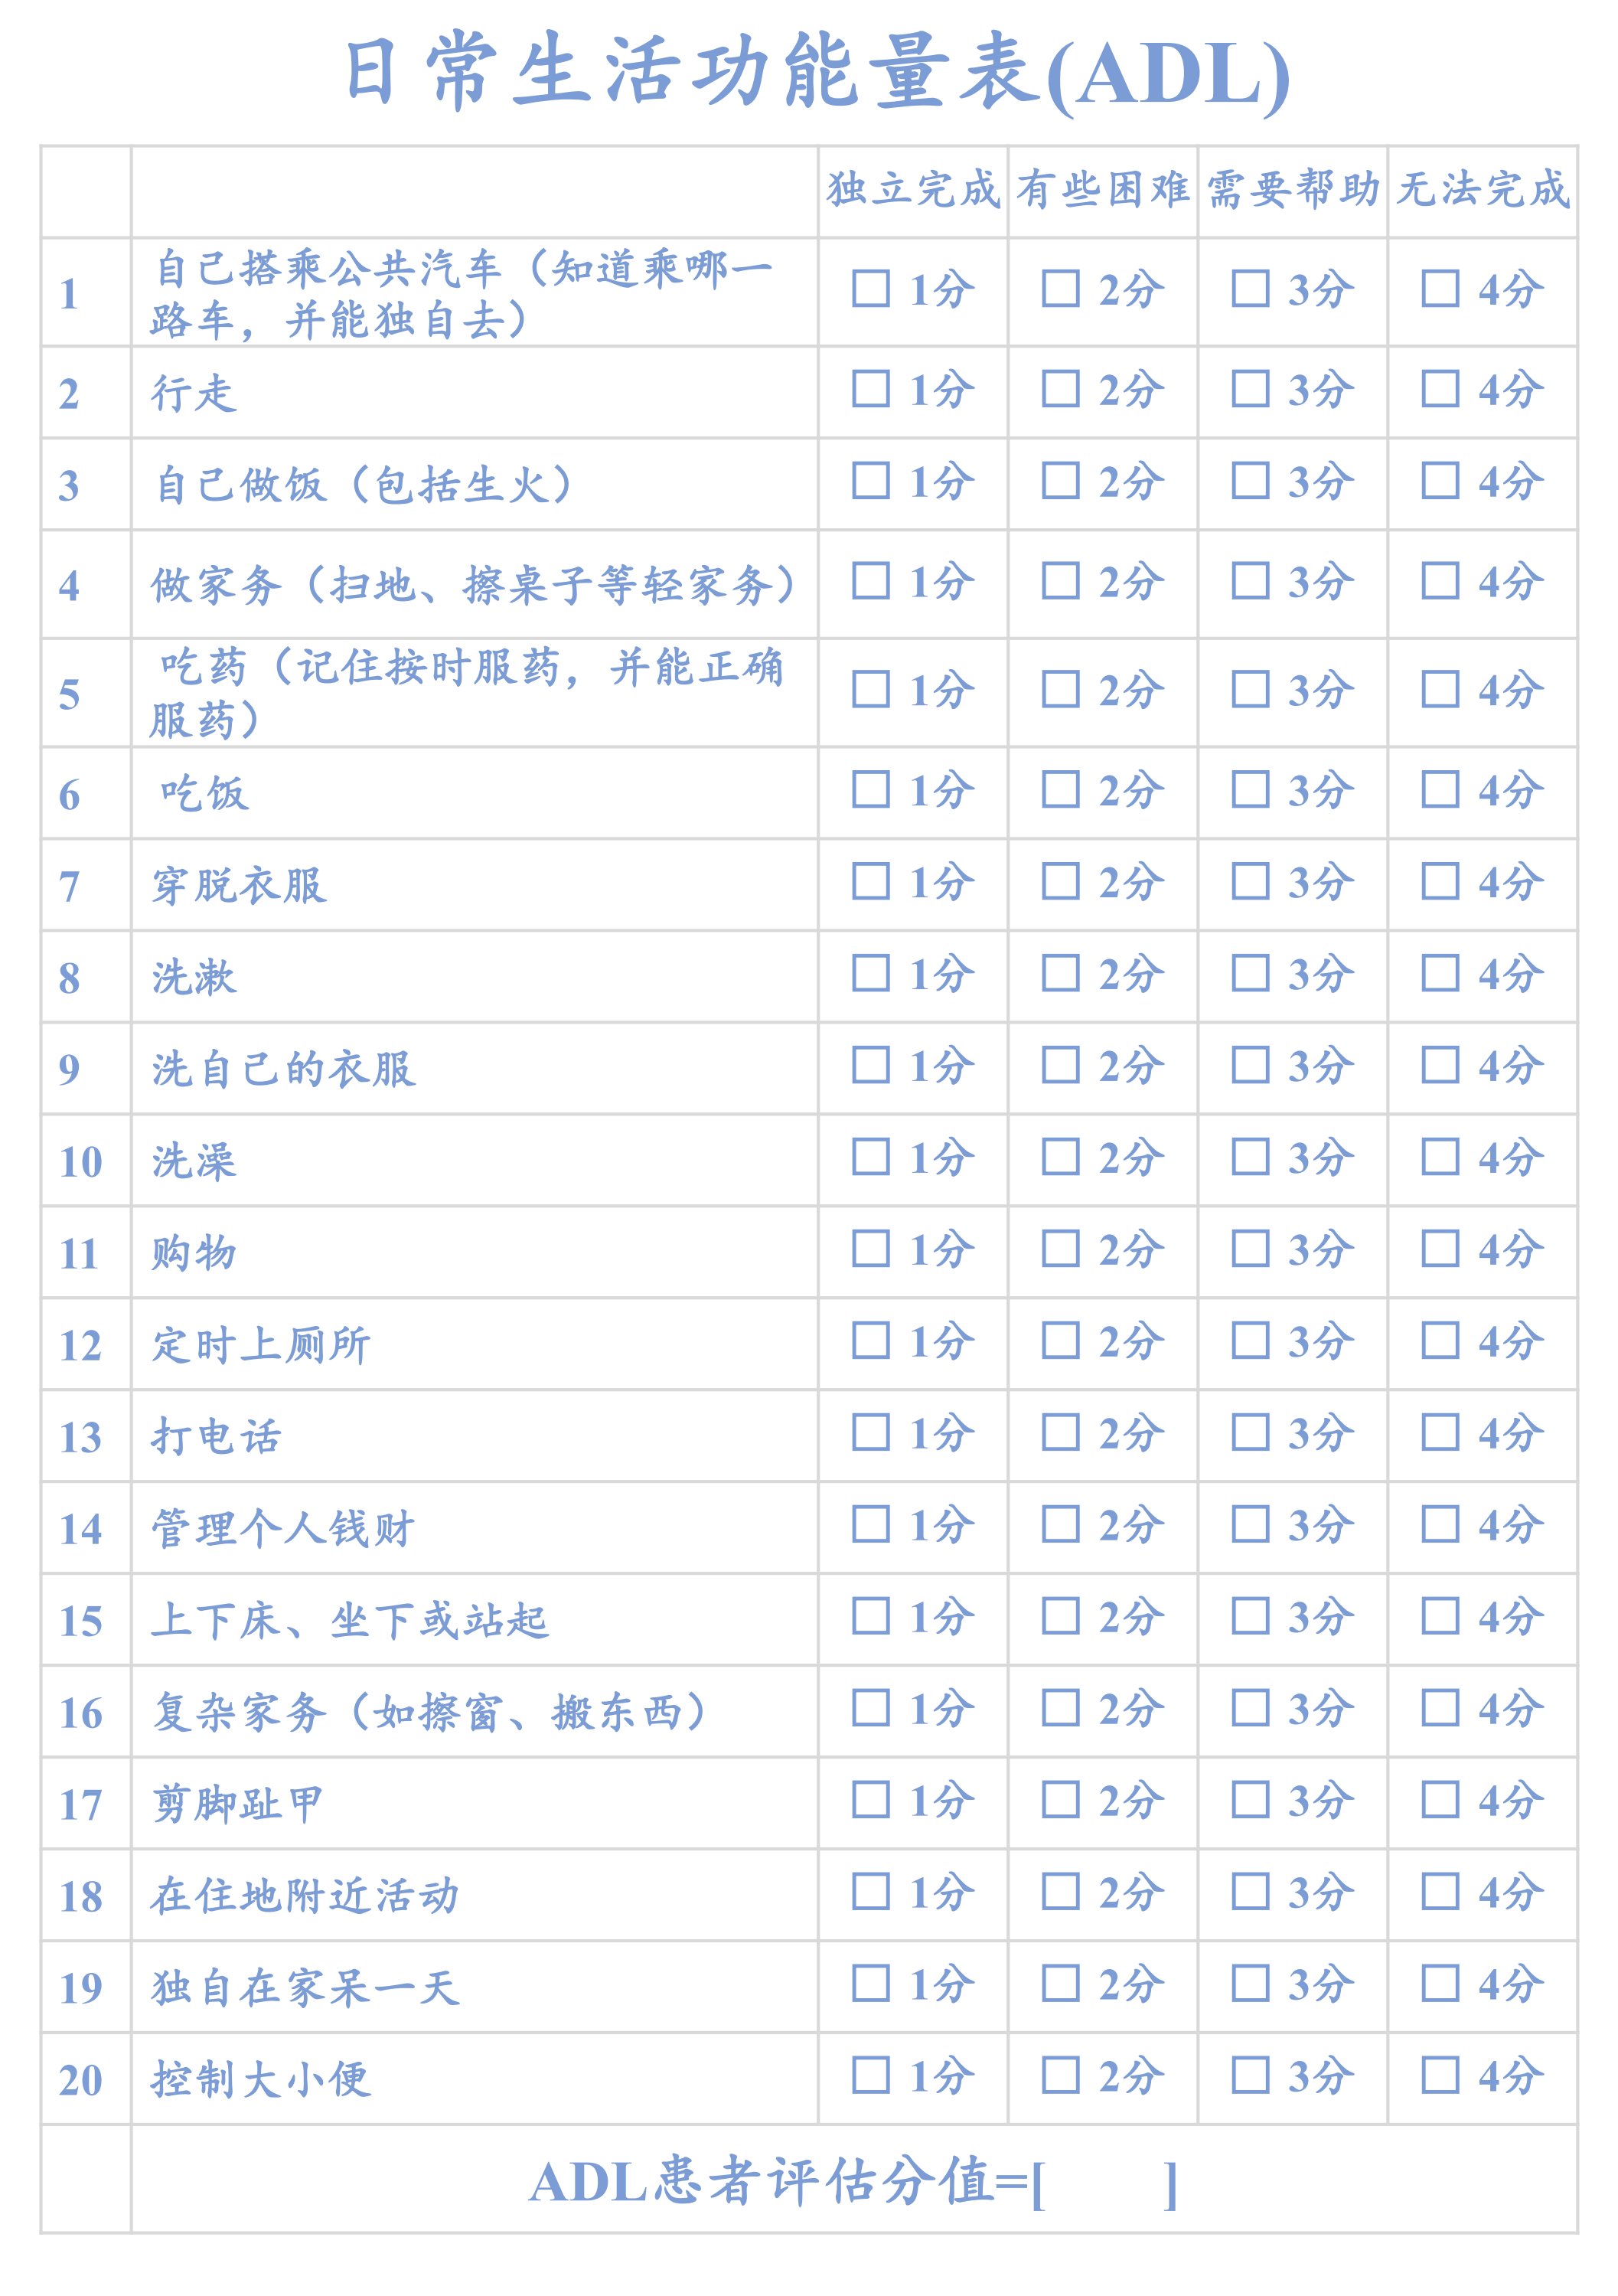 日常生活功能量表(ADL)
独立完成 有些困难 需要帮助 无法完成
1 自己搭乘公共汽车（知道乘哪一
路车，并能独自去） □ 1分 □ 2分 □ 3分 □ 4分
2 行走 □ 1分 □ 2分 □ 3分 □ 4分
3 自己做饭（包括生火） □ 1分 □ 2分 □ 3分 □ 4分
4 做家务（扫地、擦桌子等轻家务） □ 1分 □ 2分 □ 3分 □ 4分
5 吃药（记住按时服药，并能正确
服药） □ 1分 □ 2分 □ 3分 □ 4分
6 吃饭 □ 1分 □ 2分 □ 3分 □ 4分
7 穿脱衣服 □ 1分 □ 2分 □ 3分 □ 4分
8 洗漱 □ 1分 □ 2分 □ 3分 □ 4分
9 洗自己的衣服 □ 1分 □ 2分 □ 3分 □ 4分
10 洗澡 □ 1分 □ 2分 □ 3分 □ 4分
11 购物 □ 1分 □ 2分 □ 3分 □ 4分
12 定时上厕所 □ 1分 □ 2分 □ 3分 □ 4分
13 打电话 □ 1分 □ 2分 □ 3分 □ 4分
14 管理个人钱财 □ 1分 □ 2分 □ 3分 □ 4分
15 上下床、坐下或站起 □ 1分 □ 2分 □ 3分 □ 4分
16 复杂家务（如擦窗、搬东西） □ 1分 □ 2分 □ 3分 □ 4分
17 剪脚趾甲 □ 1分 □ 2分 □ 3分 □ 4分
18 在住地附近活动 □ 1分 □ 2分 □ 3分 □ 4分
19 独自在家呆一天 □ 1分 □ 2分 □ 3分 □ 4分
20 控制大小便 □ 1分 □ 2分 □ 3分 □ 4分
ADL患者评估分值=[ ]